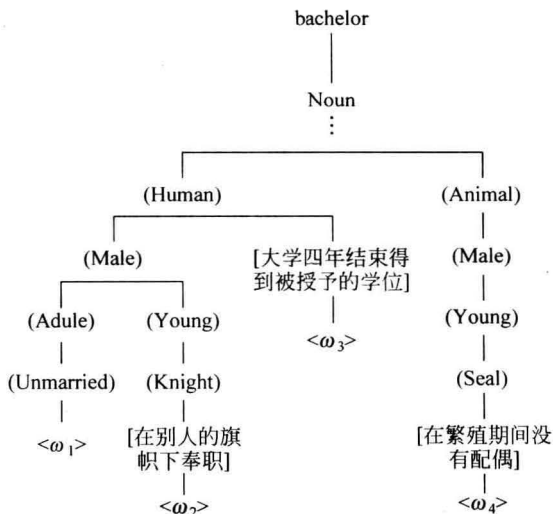 bachelor
Noun
⋮
(Human) (Animal)
(Male) [大学四年结束得 (Male)
到被授予的学位]
(Adule) (Young) (Young)
<ω₃>
(Unmarried) (Knight) (Seal)
<ω₁> [在别人的旗 [在繁殖期间没
帜下奉职] 有配偶]
<ω₂> <ω₄>